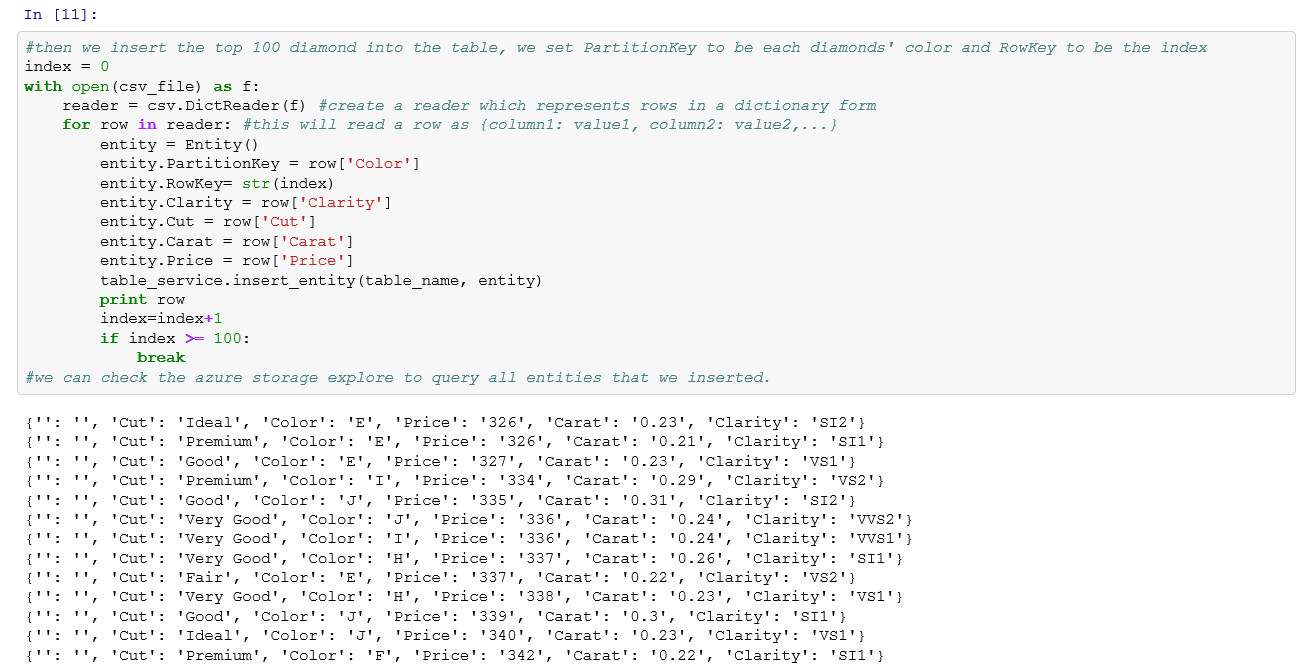 In [11]:
#then we insert the top 100 diamond into the table, we set PartitionKey to be each diamonds' color and RowKey to be the index
index = 0
with open(csv_file) as f:
    reader = csv.DictReader(f) #create a reader which represents rows in a dictionary form
    for row in reader: #this will read a row as {column1: value1, column2: value2,...}
        entity = Entity()
        entity.PartitionKey = row['Color']
        entity.RowKey= str(index)
        entity.Clarity = row['Clarity']
        entity.Cut = row['Cut']
        entity.Carat = row['Carat']
        entity.Price = row['Price']
        table_service.insert_entity(table_name, entity)
        print row
        index=index+1
        if index >= 100:
            break
#we can check the azure storage explore to query all entities that we inserted.
{'': '', 'Cut': 'Ideal', 'Color': 'E', 'Price': '326', 'Carat': '0.23', 'Clarity': 'SI2'}
{'': '', 'Cut': 'Premium', 'Color': 'E', 'Price': '326', 'Carat': '0.21', 'Clarity': 'SI1'}
{'': '', 'Cut': 'Good', 'Color': 'E', 'Price': '327', 'Carat': '0.23', 'Clarity': 'VS1'}
{'': '', 'Cut': 'Premium', 'Color': 'I', 'Price': '334', 'Carat': '0.29', 'Clarity': 'VS2'}
{'': '', 'Cut': 'Good', 'Color': 'J', 'Price': '335', 'Carat': '0.31', 'Clarity': 'SI2'}
{'': '', 'Cut': 'Very Good', 'Color': 'J', 'Price': '336', 'Carat': '0.24', 'Clarity': 'VVS2'}
{'': '', 'Cut': 'Very Good', 'Color': 'I', 'Price': '336', 'Carat': '0.24', 'Clarity': 'VVS1'}
{'': '', 'Cut': 'Very Good', 'Color': 'H', 'Price': '337', 'Carat': '0.26', 'Clarity': 'SI1'}
{'': '', 'Cut': 'Fair', 'Color': 'E', 'Price': '337', 'Carat': '0.22', 'Clarity': 'VS2'}
{'': '', 'Cut': 'Very Good', 'Color': 'H', 'Price': '338', 'Carat': '0.23', 'Clarity': 'VS1'}
{'': '', 'Cut': 'Good', 'Color': 'J', 'Price': '339', 'Carat': '0.3', 'Clarity': 'SI1'}
{'': '', 'Cut': 'Ideal', 'Color': 'J', 'Price': '340', 'Carat': '0.23', 'Clarity': 'VS1'}
{'': '', 'Cut': 'Premium', 'Color': 'F', 'Price': '342', 'Carat': '0.22', 'Clarity': 'SI1'}